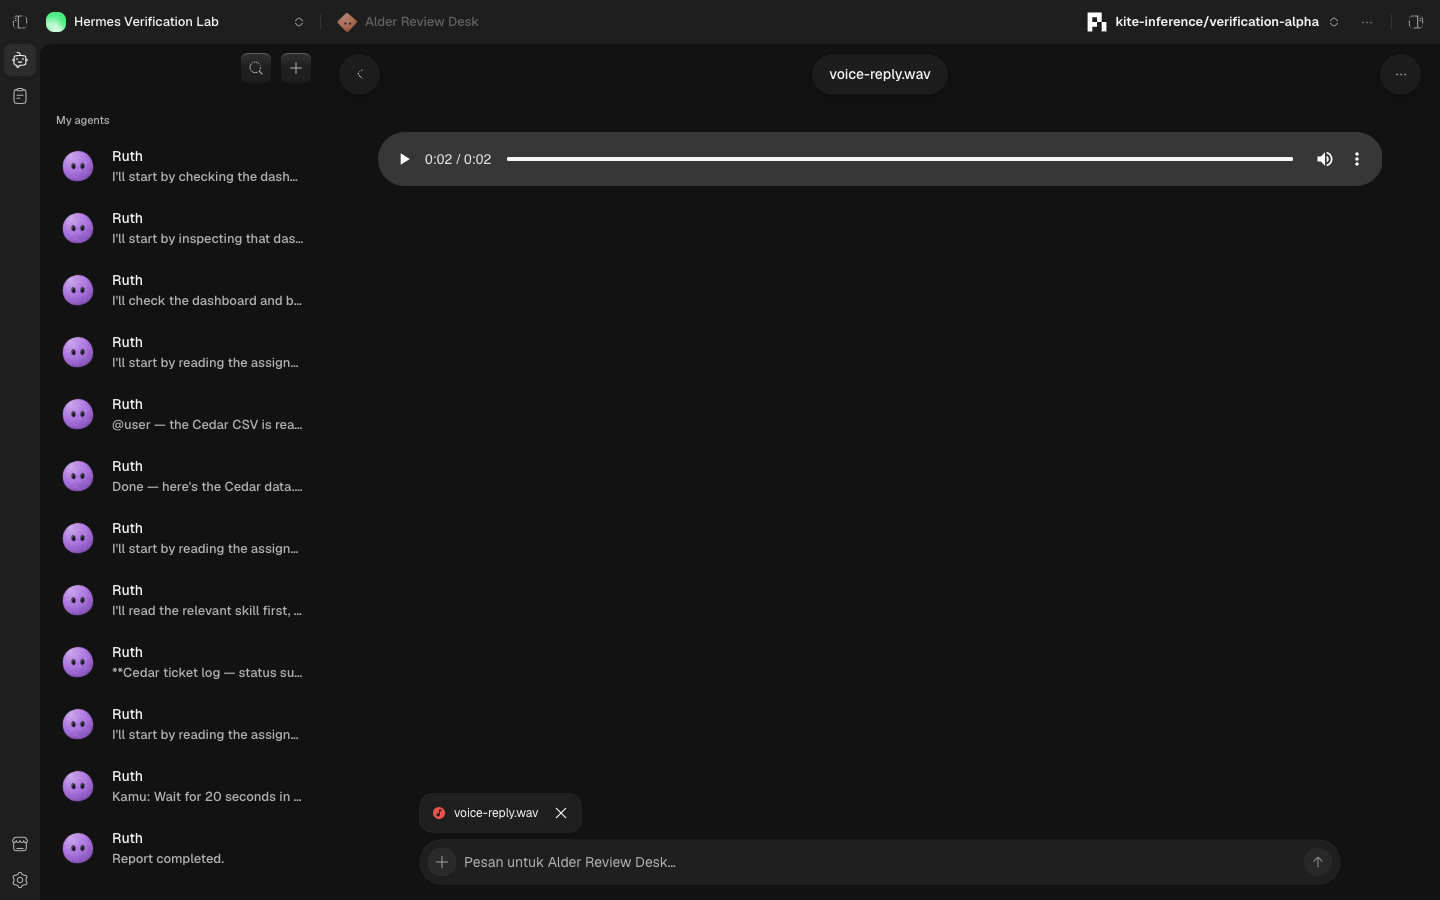 Hermes Verification Lab
Alder Review Desk
kite-inference/verification-alpha
voice-reply.wav
My agents
Ruth
I'll start by checking the dash...
Ruth
I'll start by inspecting that das...
Ruth
I'll check the dashboard and b...
Ruth
I'll start by reading the assign...
Ruth
@user — the Cedar CSV is rea...
Ruth
Done — here's the Cedar data....
Ruth
I'll start by reading the assign...
Ruth
I'll read the relevant skill first, ...
Ruth
**Cedar ticket log — status su...
Ruth
I'll start by reading the assign...
Ruth
Kamu: Wait for 20 seconds in ...
Ruth
Report completed.
0:02 / 0:02
voice-reply.wav
Pesan untuk Alder Review Desk...